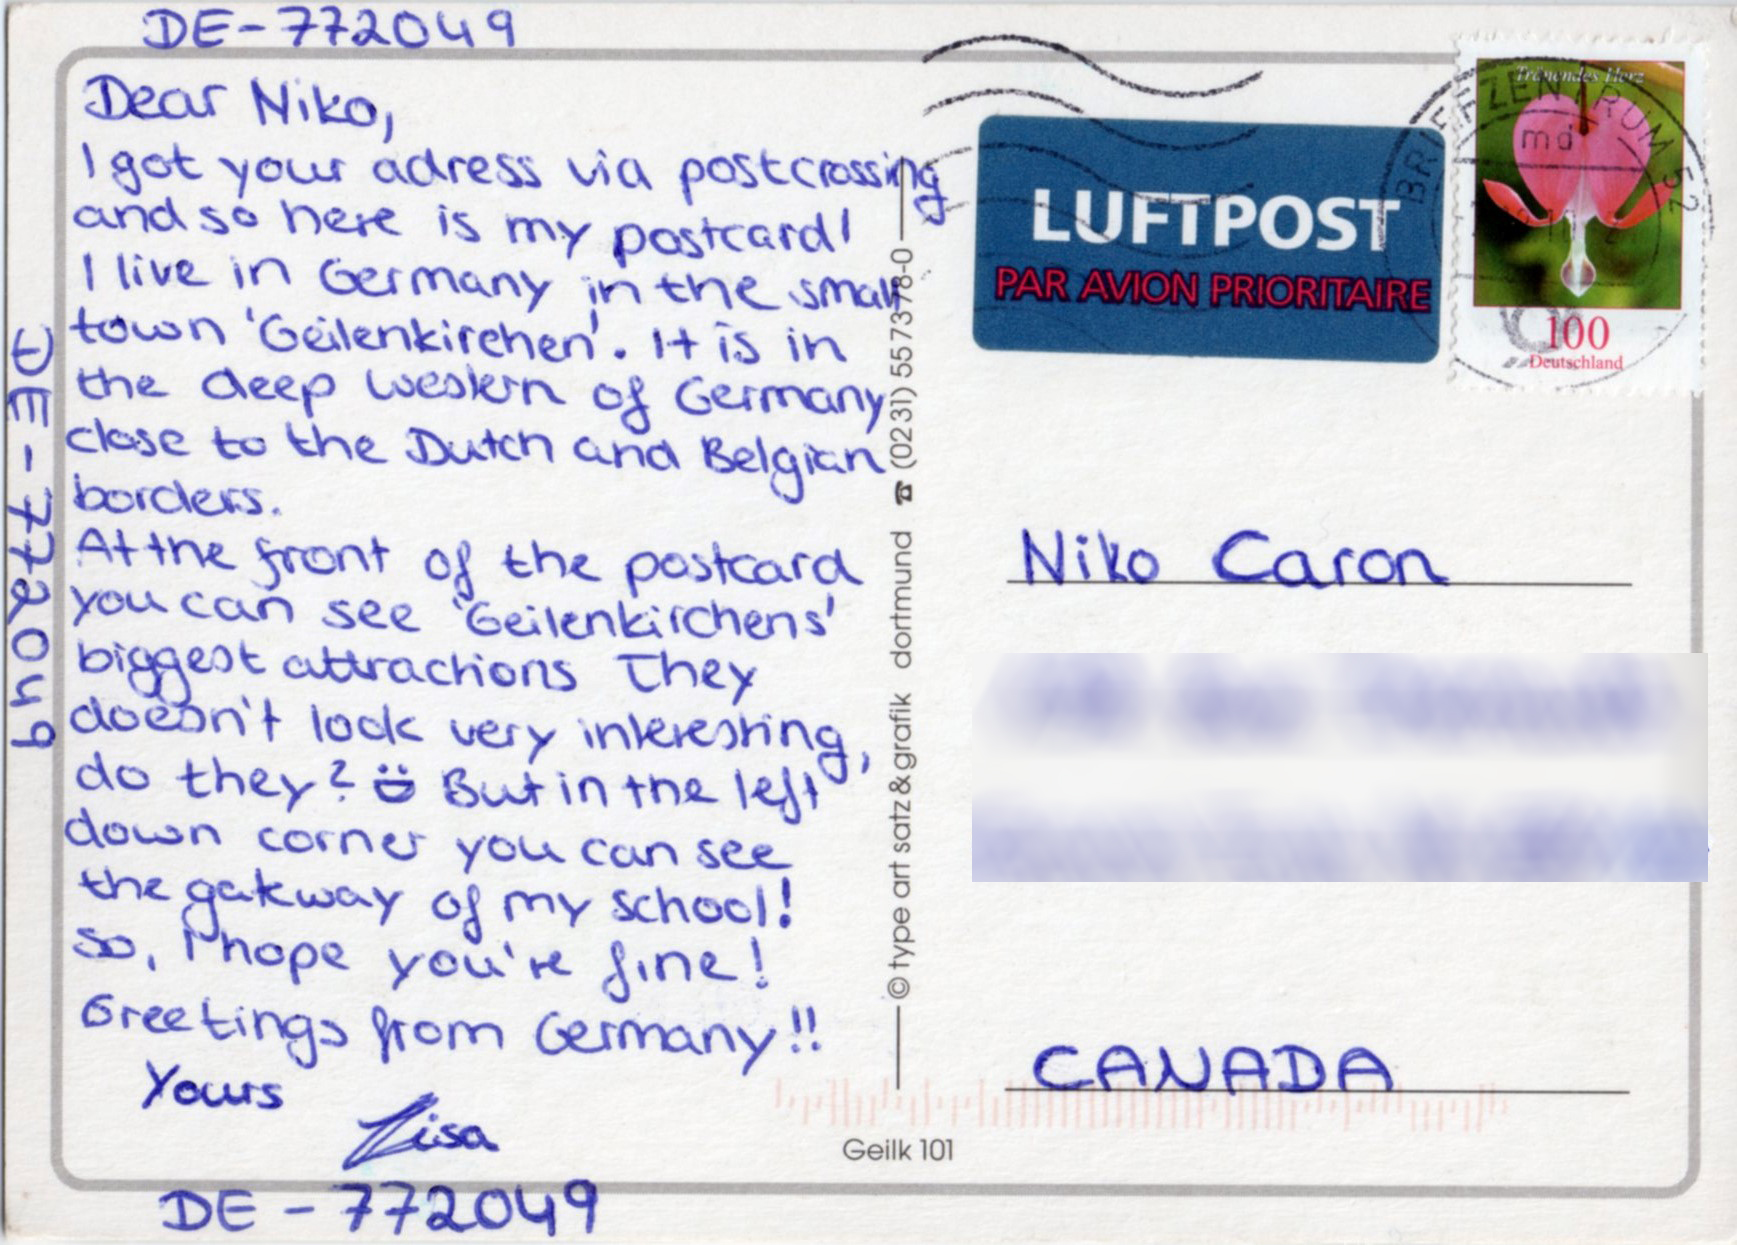 DE-772049
Dear Niko,
I got your adress via postcrossing
and so here is my postcard!
I live in Germany in the small
town 'Geilenkirchen'. It is in
the deep western of Germany
close to the Dutch and Belgian
borders.
At the front of the postcard
you can see 'Geilenkirchens'
biggest attractions They
doesn't look very interesting,
do they? But in the left
down corner you can see
the gateway of my school!
So, I hope you're fine!
Greetings from Germany!!
Yours
Lisa
DE-772049
DE-772049
© type art satz & grafik dortmund ☎ (0231) 557378-0
Geilk 101
LUFTPOST
PAR AVION PRIORITAIRE
Tränendes Herz
100
Deutschland
BRIEFZENTRUM 52
md
Niko Caron
CANADA